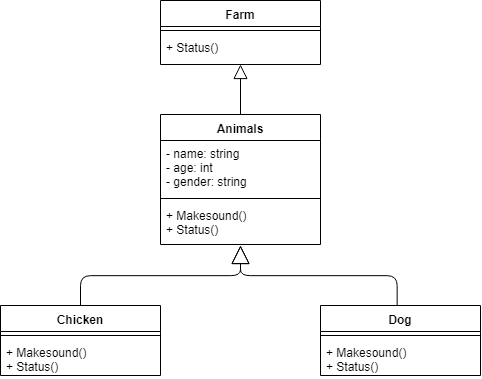 Farm
+ Status()
Animals
- name: string
- age: int
- gender: string
+ Makesound()
+ Status()
Chicken
+ Makesound()
+ Status()
Dog
+ Makesound()
+ Status()